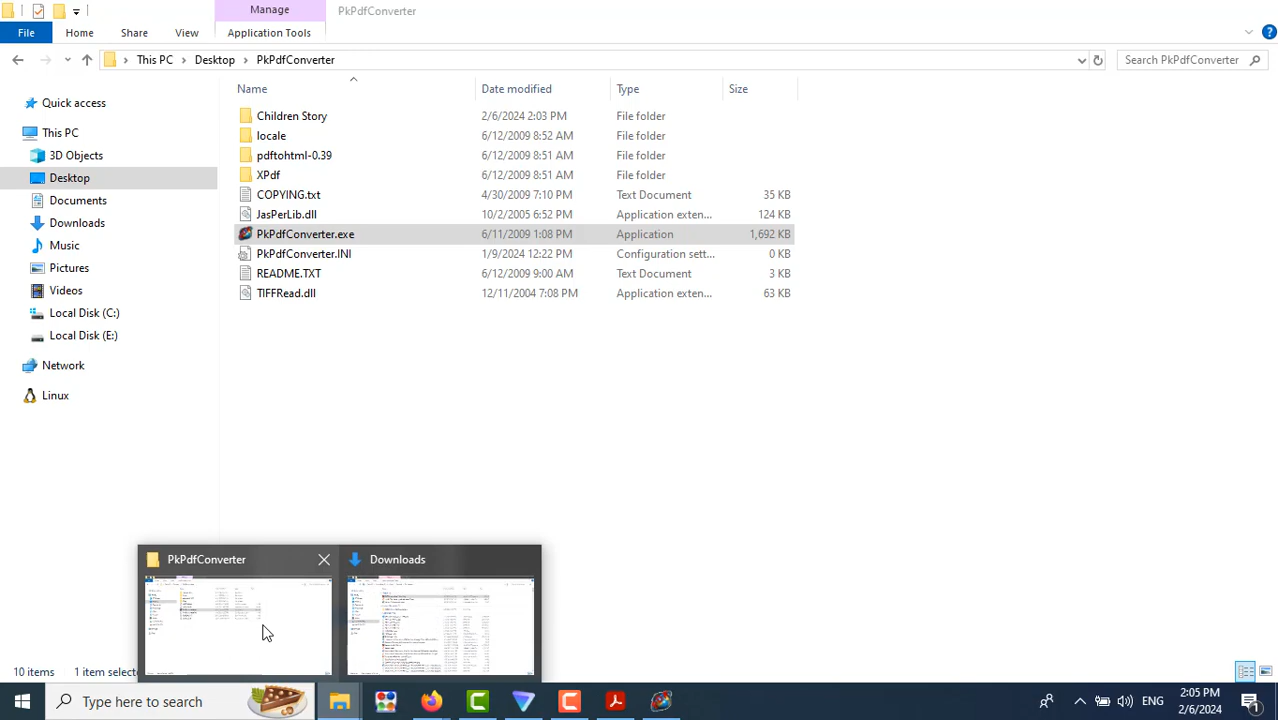 Manage
PkPdfConverter
File
Home
Share
View
Application Tools
This PC
Desktop
PkPdfConverter
Search PkPdfConverter
Name
Date modified
Type
Size
Quick access
This PC
3D Objects
Desktop
Documents
Downloads
Music
Pictures
Videos
Local Disk (C:)
Local Disk (E:)
Network
Linux
Children Story 2/6/2024 2:03 PM File folder
locale 6/12/2009 8:52 AM File folder
pdftohtml-0.39 6/12/2009 8:51 AM File folder
XPdf 6/12/2009 8:51 AM File folder
COPYING.txt 4/30/2009 7:10 PM Text Document 35 KB
JasPerLib.dll 10/2/2005 6:52 PM Application exten... 124 KB
PkPdfConverter.exe 6/11/2009 1:08 PM Application 1,692 KB
PkPdfConverter.INI 1/9/2024 12:22 PM Configuration sett... 0 KB
README.TXT 6/12/2009 9:00 AM Text Document 3 KB
TIFFRead.dll 12/11/2004 7:08 PM Application exten... 63 KB
PkPdfConverter
Downloads
10 items
1 item selecte
Type here to search
ENG
2:05 PM
2/6/2024
1